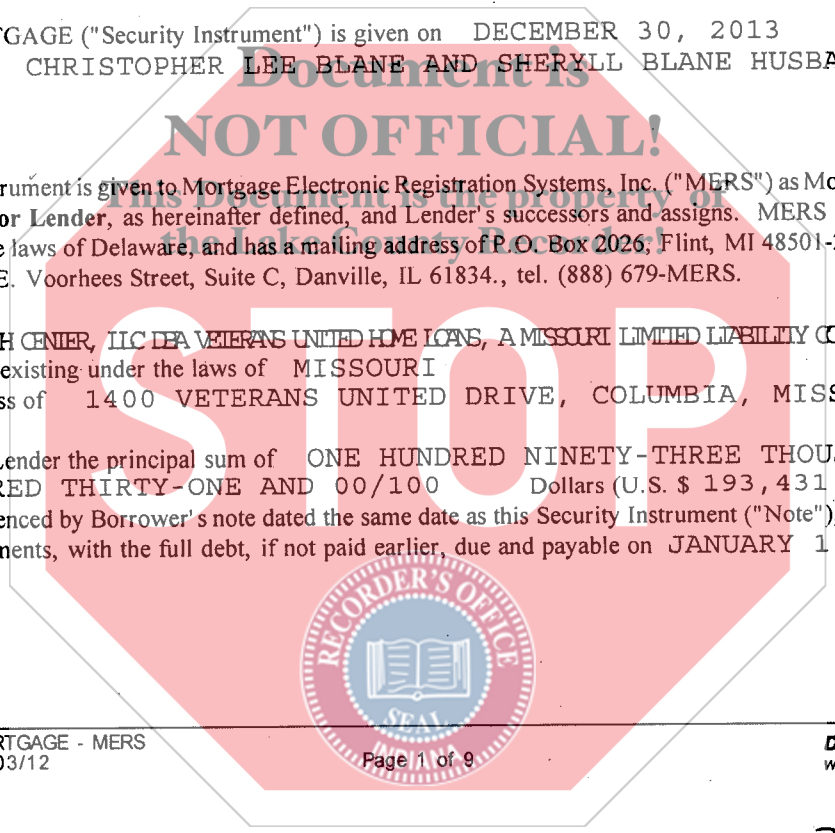 TGAGE ("Security Instrument") is given on DECEMBER 30, 2013
CHRISTOPHER LEE BLANE AND SHERYLL BLANE HUSBA
Document is
NOT OFFICIAL!
This Document is the property of
the Lake County Recorder!
rument is given to Mortgage Electronic Registration Systems, Inc. ("MERS") as Mo
or Lender, as hereinafter defined, and Lender's successors and assigns. MERS
e laws of Delaware, and has a mailing address of P.O. Box 2026, Flint, MI 48501-
E. Voorhees Street, Suite C, Danville, IL 61834., tel. (888) 679-MERS.
H CENTER, LLC DBA VETERANS UNITED HOME LOANS, A MISSOURI LIMITED LIABILITY CO
existing under the laws of MISSOURI
ss of 1400 VETERANS UNITED DRIVE, COLUMBIA, MISS
STOP
Lender the principal sum of ONE HUNDRED NINETY-THREE THOU
RED THIRTY-ONE AND 00/100 Dollars (U.S. $ 193,431
enced by Borrower's note dated the same date as this Security Instrument ("Note")
ments, with the full debt, if not paid earlier, due and payable on JANUARY 1
RECORDER'S OFFICE
SEAL
INDIANA
RTGAGE - MERS
03/12
Page 1 of 9